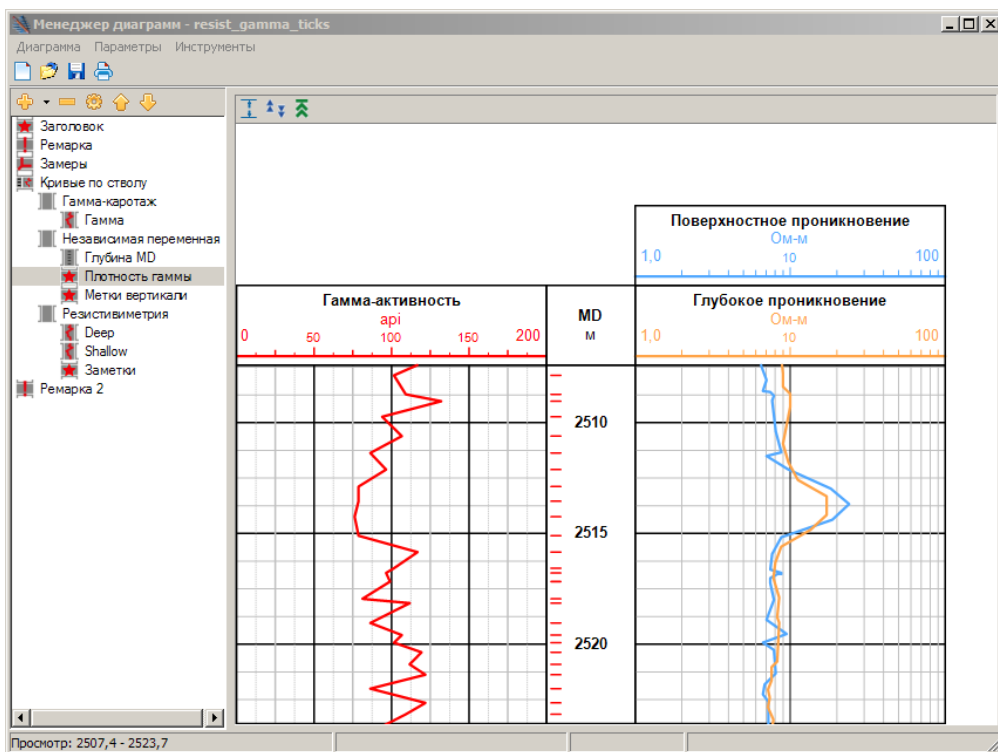 Менеджер диаграмм - resist_gamma_ticks
Диаграмма Параметры Инструменты
Заголовок
Ремарка
Замеры
Кривые по стволу
Гамма-каротаж
Гамма
Независимая переменная
Глубина MD
Плотность гаммы
Метки вертикали
Резистивиметрия
Deep
Shallow
Заметки
Ремарка 2
Поверхностное проникновение
Ом-м
1,0 10 100
Гамма-активность
api
0 50 100 150 200
MD
м
Глубокое проникновение
Ом-м
1,0 10 100
2510
2515
2520
Просмотр: 2507,4 - 2523,7